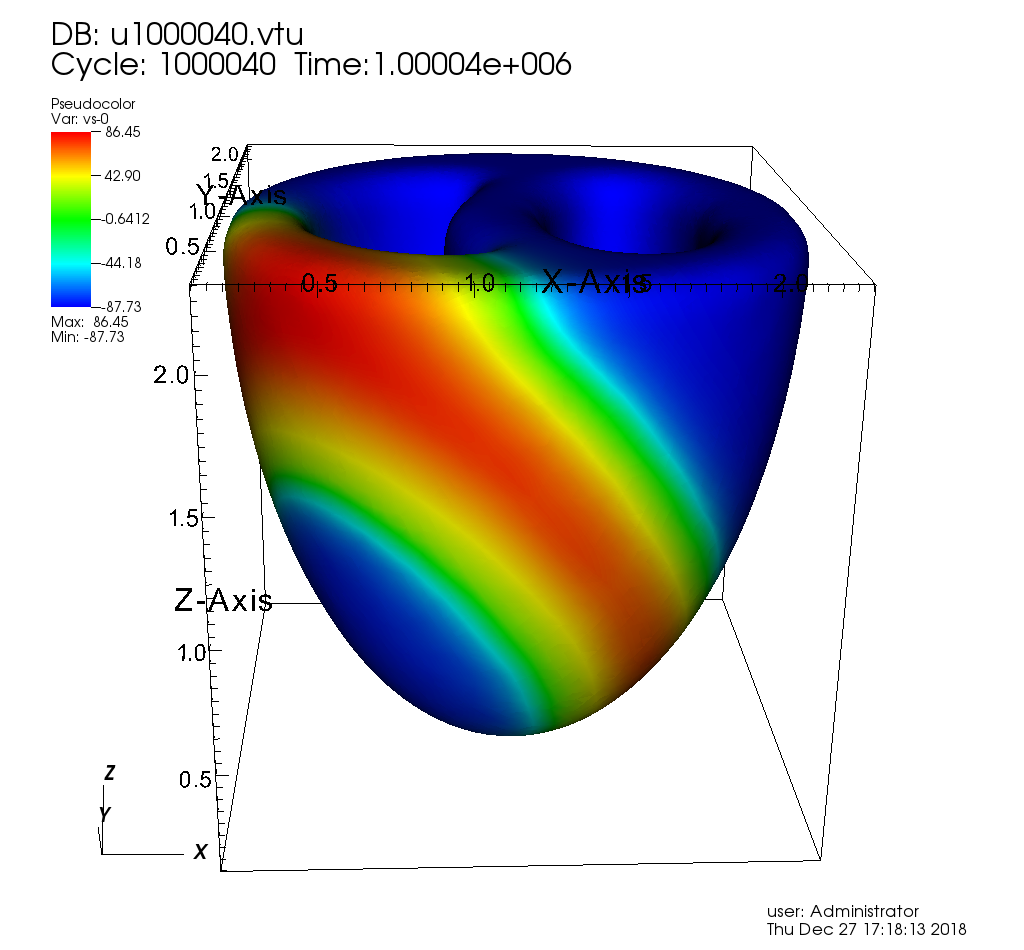 DB: u1000040.vtu
Cycle: 1000040 Time:1.00004e+006
Pseudocolor
Var: vs-0
86.45
42.90
-0.6412
-44.18
-87.73
Max: 86.45
Min: -87.73
2.0
1.5
Y-Axis
1.0
0.5
0.5
1.0
X-Axis
2.0
2.0
1.5
Z-Axis
1.0
0.5
Z
Y
X
user: Administrator
Thu Dec 27 17:18:13 2018